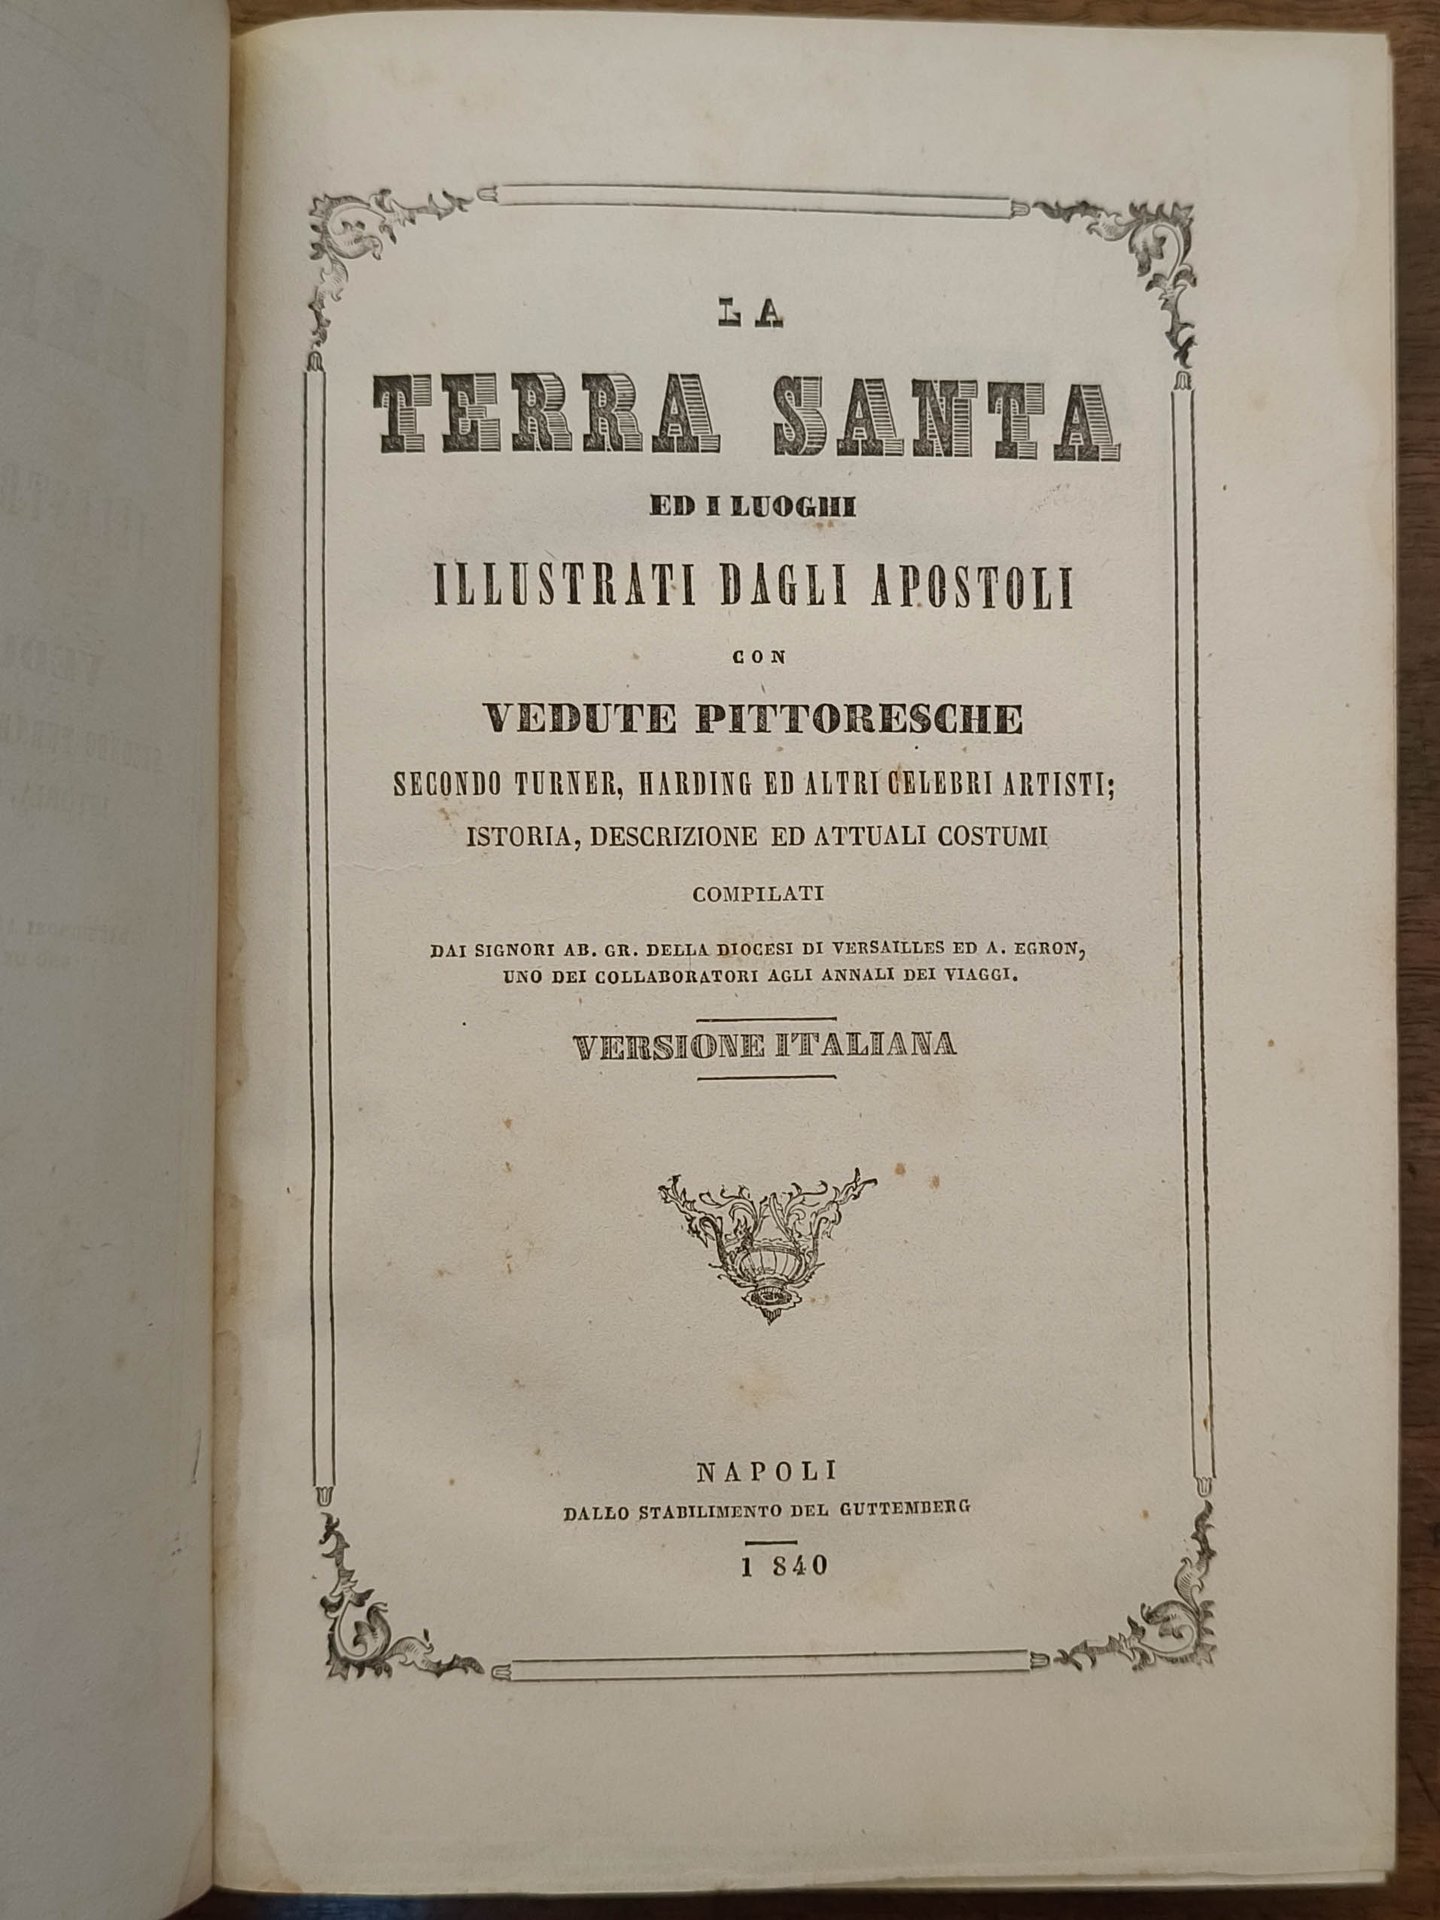 LA
TERRA SANTA
ED I LUOGHI
ILLUSTRATI DAGLI APOSTOLI
CON
VEDUTE PITTORESCHE
SECONDO TURNER, HARDING ED ALTRI CELEBRI ARTISTI;
ISTORIA, DESCRIZIONE ED ATTUALI COSTUMI
COMPILATI
DAI SIGNORI AB. GR. DELLA DIOCESI DI VERSAILLES ED A. EGRON,
UNO DEI COLLABORATORI AGLI ANNALI DEI VIAGGI.
VERSIONE ITALIANA
NAPOLI
DALLO STABILIMENTO DEL GUTTEMBERG
1840